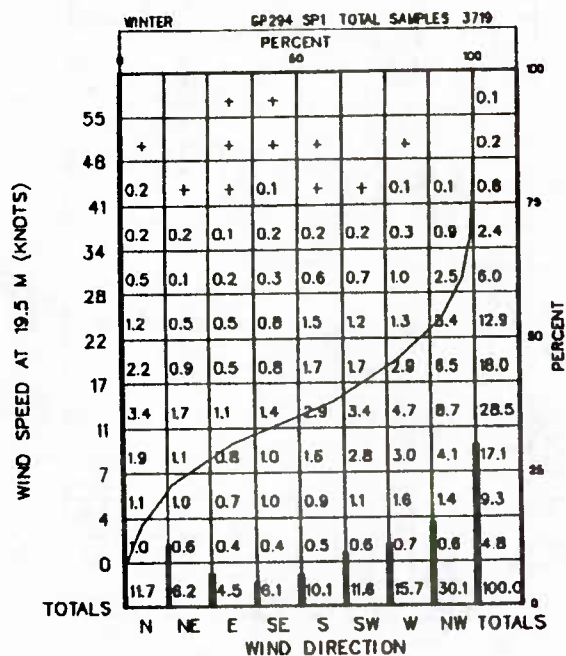 WINTER GP294 SP1 TOTAL SAMPLES 3719
PERCENT
0 50 100
+ + 0.1
55
+ + + + + 0.2
48
0.2 + + 0.1 + + 0.1 0.1 0.6
41
0.2 0.2 0.1 0.2 0.2 0.2 0.3 0.9 2.4
34
0.5 0.1 0.2 0.3 0.6 0.7 1.0 2.5 6.0
28
1.2 0.5 0.5 0.8 1.5 1.2 1.3 5.4 12.9
22
2.2 0.9 0.5 0.8 1.7 1.7 2.9 6.5 18.0
17
3.4 1.7 1.1 1.4 2.9 3.4 4.7 8.7 28.5
11
1.9 1.1 0.8 1.0 1.6 2.8 3.0 4.1 17.1
7
1.1 1.0 0.7 1.0 0.9 1.1 1.6 1.4 9.3
4
1.0 0.6 0.4 0.4 0.5 0.6 0.7 0.6 4.8
0
11.7 6.2 4.5 6.1 10.1 11.6 15.7 30.1 100.0
TOTALS N NE E SE S SW W NW TOTALS
WIND DIRECTION
WIND SPEED AT 19.5 M (KNOTS)
100
75
50
25
0
PERCENT